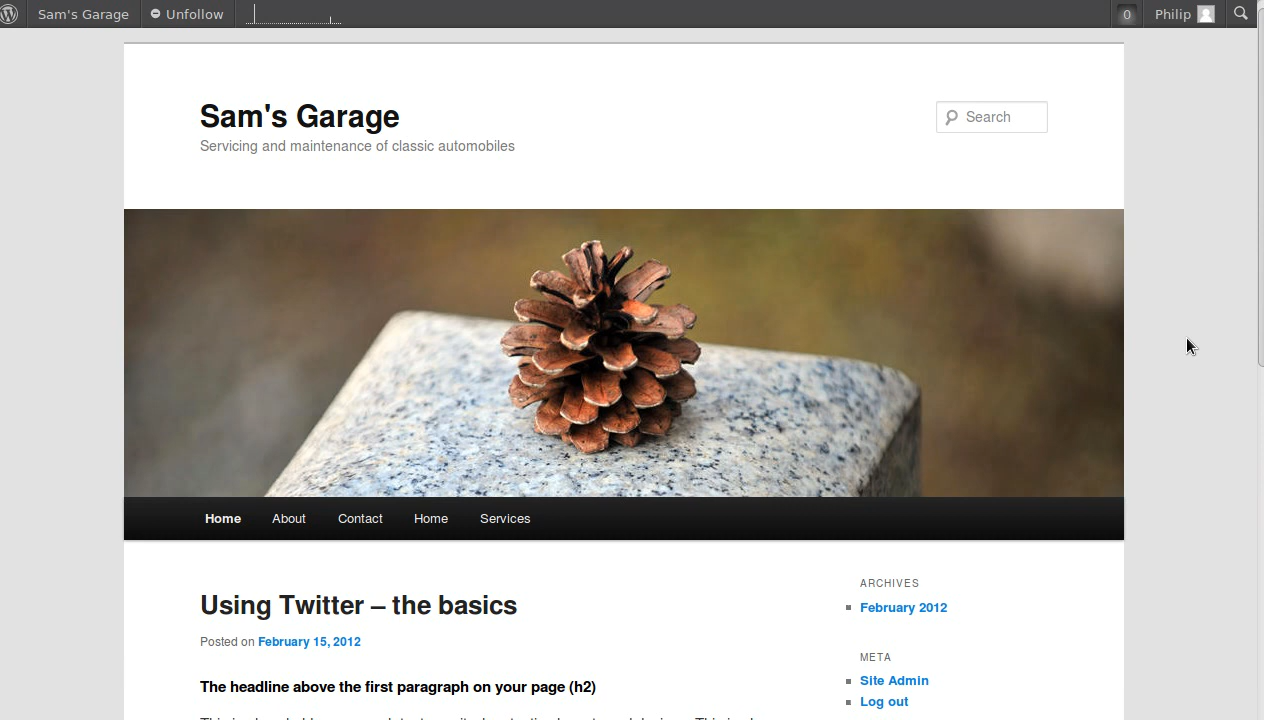 Sam's Garage Unfollow 0 Philip
Sam's Garage
Servicing and maintenance of classic automobiles
Search
Home About Contact Home Services
Using Twitter – the basics
Posted on February 15, 2012
The headline above the first paragraph on your page (h2)
ARCHIVES
February 2012
META
Site Admin
Log out